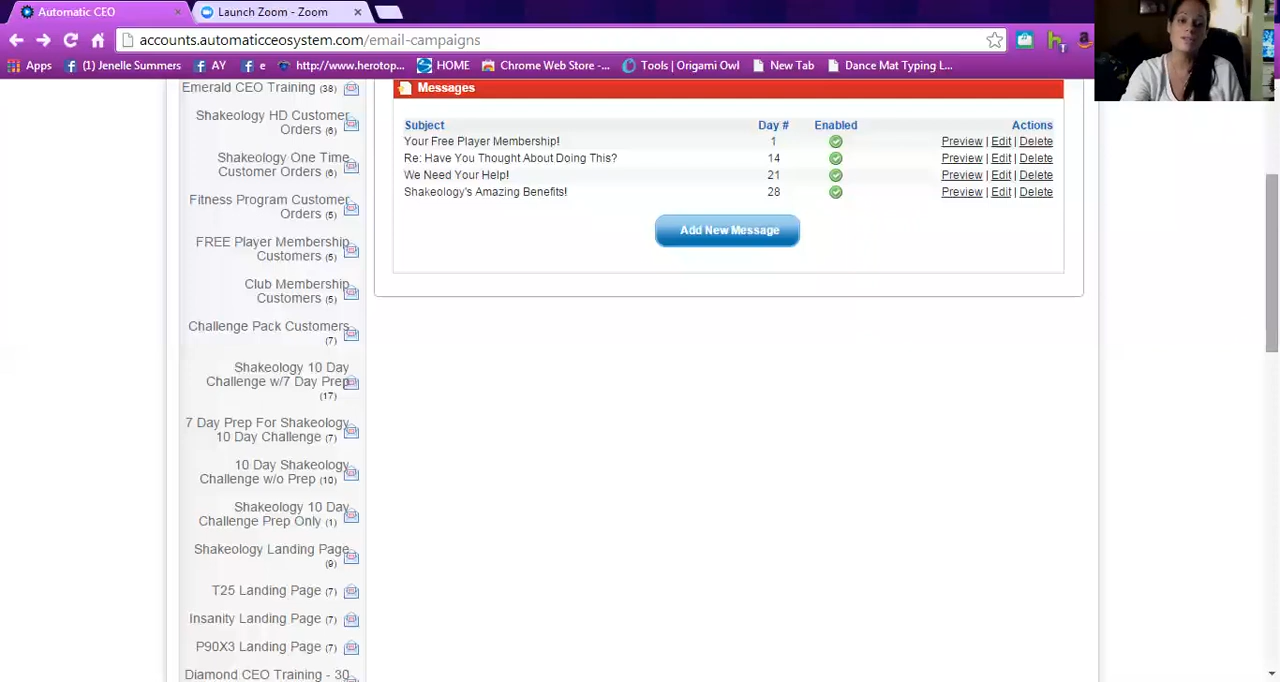 Automatic CEO
Launch Zoom - Zoom
accounts.automaticceosystem.com/email-campaigns
Apps (1) Jenelle Summers AY e http://www.herotop... HOME Chrome Web Store -... Tools | Origami Owl New Tab Dance Mat Typing L...
Emerald CEO Training (38)
Shakeology HD Customer
Orders (6)
Shakeology One Time
Customer Orders (6)
Fitness Program Customer
Orders (5)
FREE Player Membership
Customers (5)
Club Membership
Customers (5)
Challenge Pack Customers
(7)
Shakeology 10 Day
Challenge w/7 Day Prep
(17)
7 Day Prep For Shakeology
10 Day Challenge (7)
10 Day Shakeology
Challenge w/o Prep (10)
Shakeology 10 Day
Challenge Prep Only (1)
Shakeology Landing Page
(9)
T25 Landing Page (7)
Insanity Landing Page (7)
P90X3 Landing Page (7)
Diamond CEO Training - 30
Messages
Subject Day # Enabled Actions
Your Free Player Membership! 1 Preview | Edit | Delete
Re: Have You Thought About Doing This? 14 Preview | Edit | Delete
We Need Your Help! 21 Preview | Edit | Delete
Shakeology's Amazing Benefits! 28 Preview | Edit | Delete
Add New Message